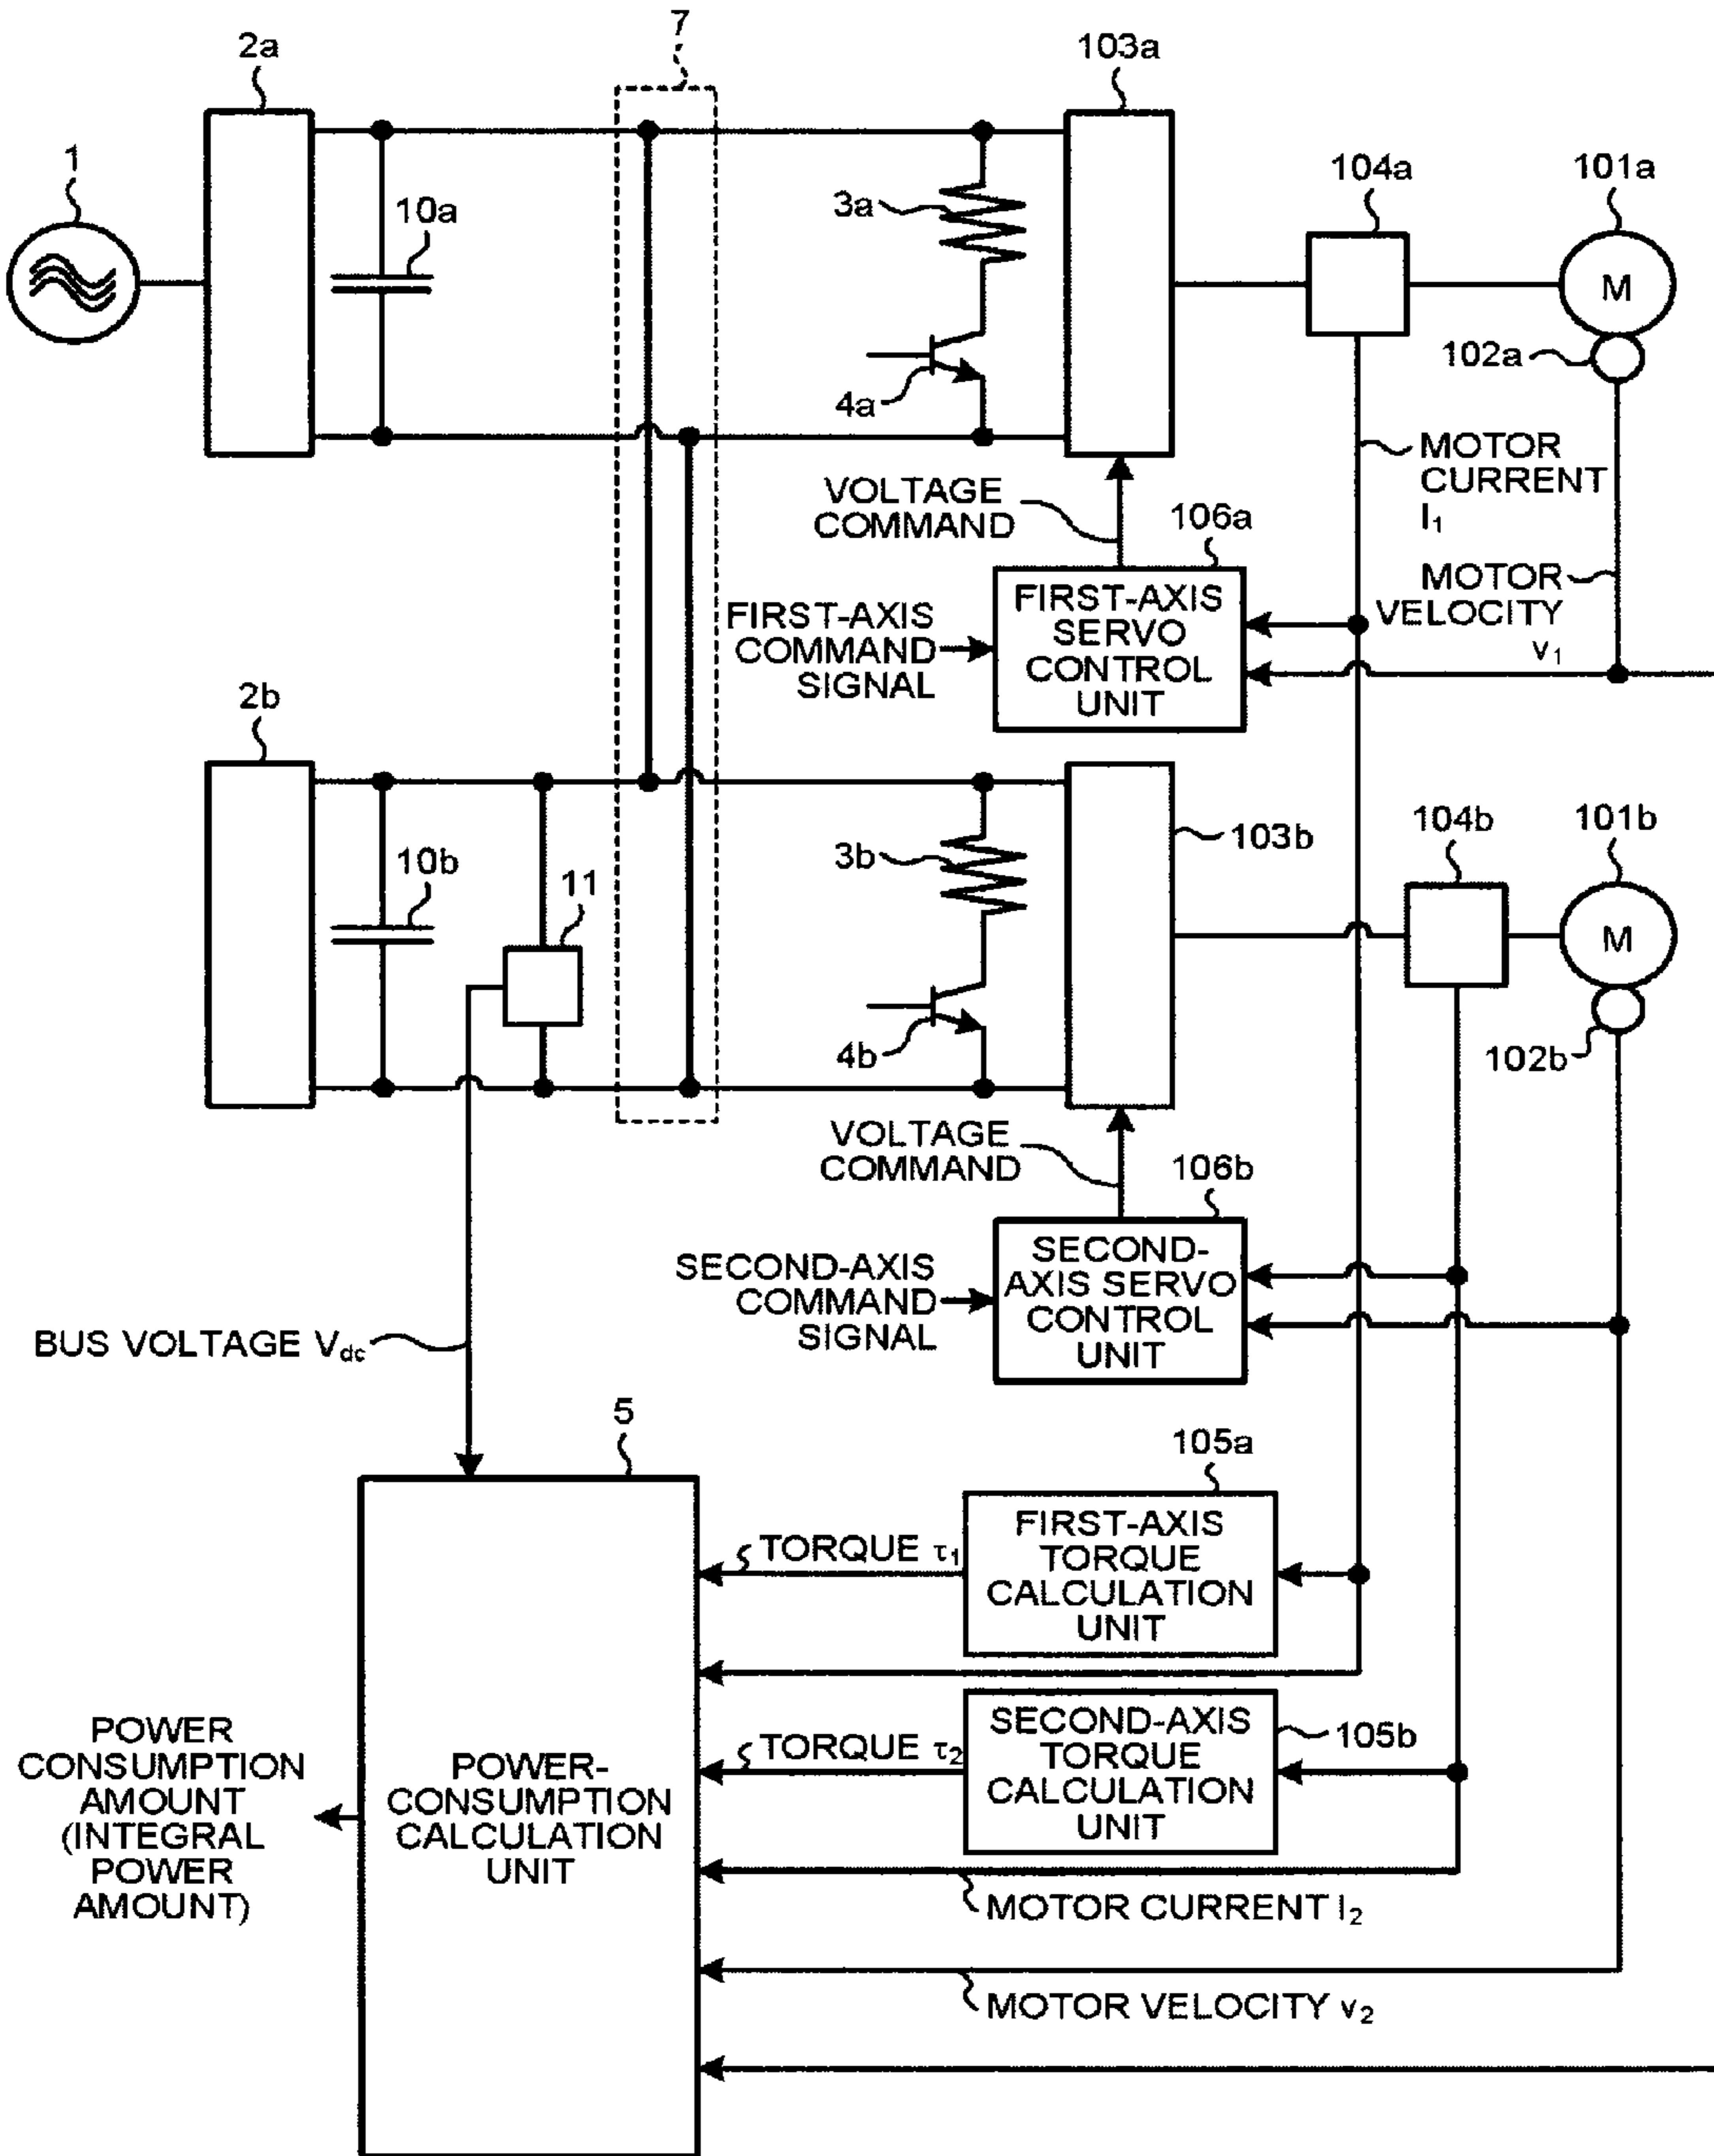 7
2a
103a
1
10a
3a
104a
101a
M
102a
4a
MOTOR
CURRENT
I₁
VOLTAGE
COMMAND
106a
MOTOR
VELOCITY
v₁
FIRST-AXIS
COMMAND
SIGNAL
FIRST-AXIS
SERVO
CONTROL
UNIT
2b
10b
11
3b
103b
104b
101b
M
4b
102b
VOLTAGE
COMMAND
106b
SECOND-AXIS
COMMAND
SIGNAL
SECOND-
AXIS SERVO
CONTROL
UNIT
BUS VOLTAGE Vdc
5
105a
TORQUE τ₁
FIRST-AXIS
TORQUE
CALCULATION
UNIT
POWER
CONSUMPTION
AMOUNT
(INTEGRAL
POWER
AMOUNT)
POWER-
CONSUMPTION
CALCULATION
UNIT
TORQUE τ₂
SECOND-AXIS
TORQUE
CALCULATION
UNIT
105b
MOTOR CURRENT I₂
MOTOR VELOCITY v₂